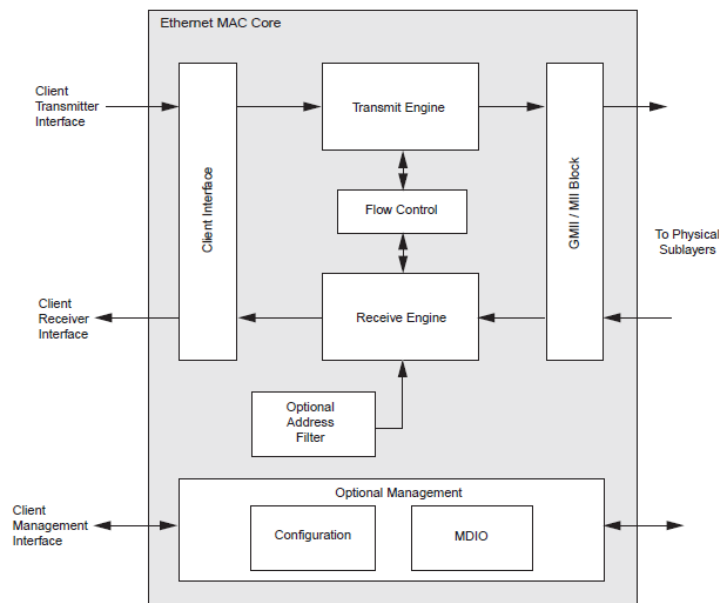 Ethernet MAC Core
Client
Transmitter
Interface
Client Interface
Transmit Engine
GMII / MII Block
Flow Control
To Physical
Sublayers
Client
Receiver
Interface
Receive Engine
Optional
Address
Filter
Optional Management
Client
Management
Interface
Configuration
MDIO